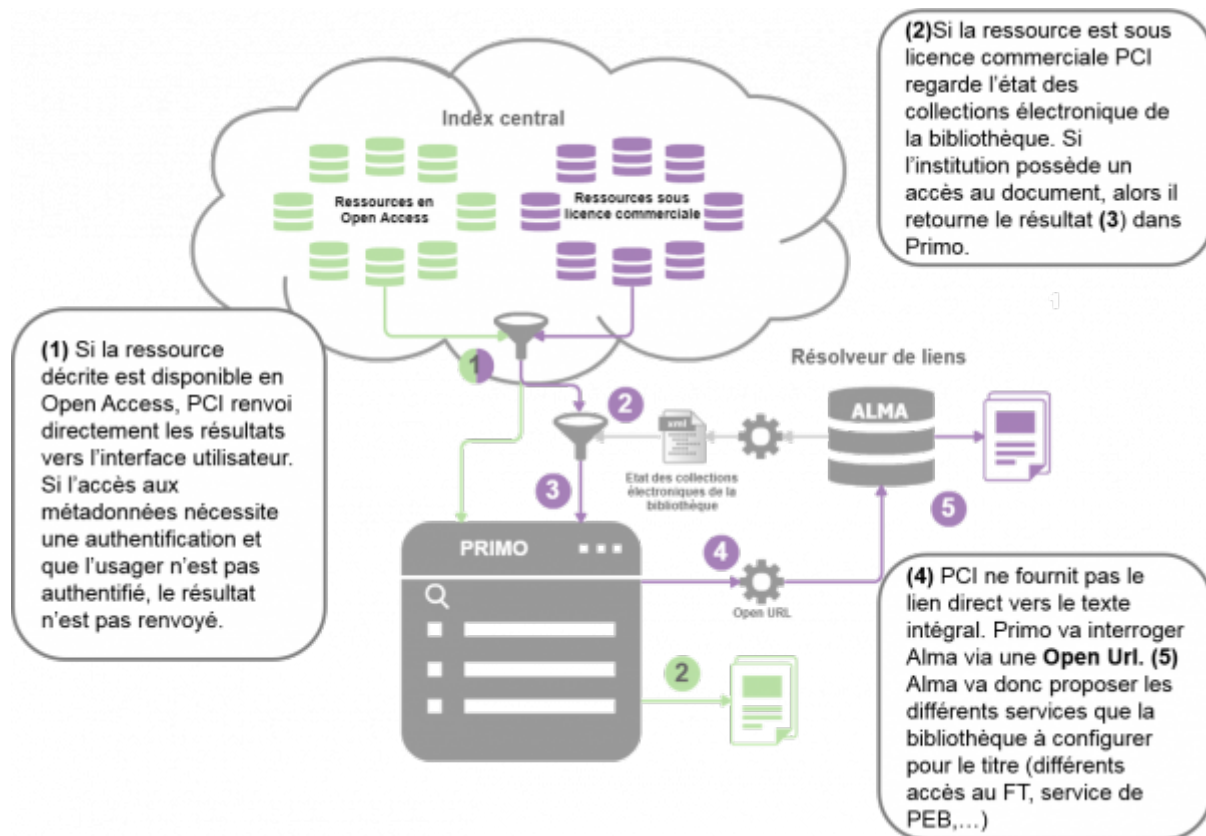 Index central
Ressources en
Open Access
Ressources sous
licence commerciale
(2)Si la ressource est sous
licence commerciale PCI
regarde l'état des
collections électronique de
la bibliothèque. Si
l'institution possède un
accès au document, alors il
retourne le résultat (3) dans
Primo.
(1) Si la ressource
décrite est disponible en
Open Access, PCI renvoi
directement les résultats
vers l'interface utilisateur.
Si l'accès aux
métadonnées nécessite
une authentification et
que l'usager n'est pas
authentifié, le résultat
n'est pas renvoyé.
1
Résolveur de liens
2
xml
ALMA
Etat des collections
électroniques de la
bibliothèque
3
5
PRIMO
4
Open URL
2
(4) PCI ne fournit pas le
lien direct vers le texte
intégral. Primo va interroger
Alma via une Open Url. (5)
Alma va donc proposer les
différents services que la
bibliothèque à configurer
pour le titre (différents
accès au FT, service de
PEB,...)